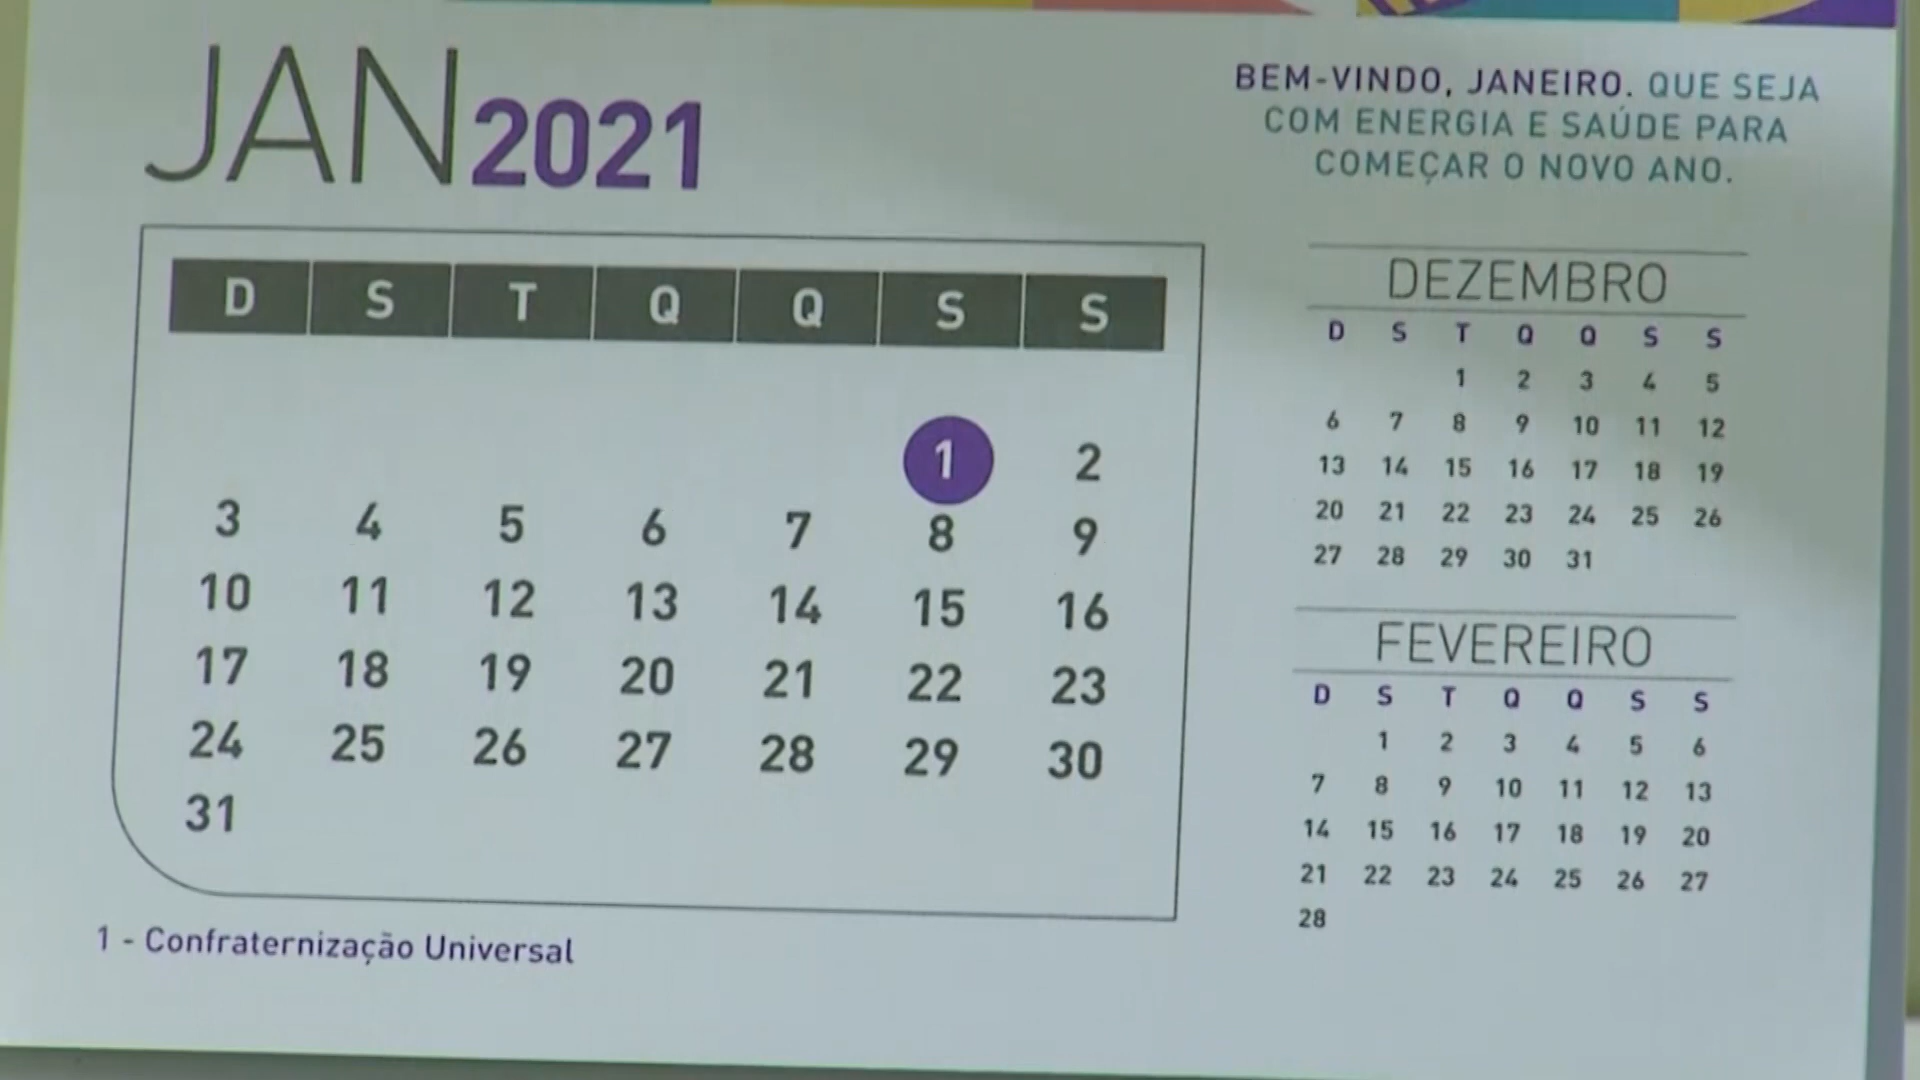 JAN2021
BEM-VINDO, JANEIRO. QUE SEJA
COM ENERGIA E SAÚDE PARA
COMEÇAR O NOVO ANO.
D S T Q Q S S
1 2
3 4 5 6 7 8 9
10 11 12 13 14 15 16
17 18 19 20 21 22 23
24 25 26 27 28 29 30
31
1 - Confraternização Universal
DEZEMBRO
D S T Q Q S S
1 2 3 4 5
6 7 8 9 10 11 12
13 14 15 16 17 18 19
20 21 22 23 24 25 26
27 28 29 30 31
FEVEREIRO
D S T Q Q S S
1 2 3 4 5 6
7 8 9 10 11 12 13
14 15 16 17 18 19 20
21 22 23 24 25 26 27
28